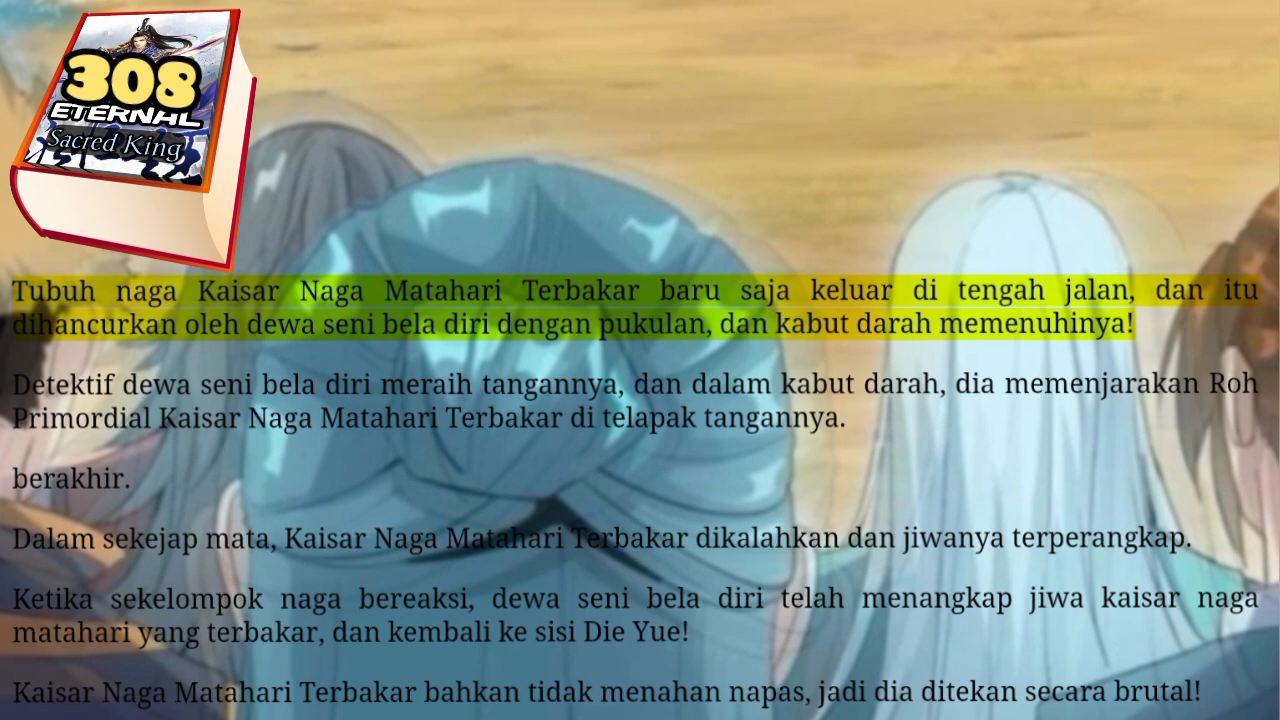 308
ETERNAL
Sacred King
Tubuh naga Kaisar Naga Matahari Terbakar baru saja keluar di tengah jalan, dan itu
dihancurkan oleh dewa seni bela diri dengan pukulan, dan kabut darah memenuhinya!
Detektif dewa seni bela diri meraih tangannya, dan dalam kabut darah, dia memenjarakan Roh
Primordial Kaisar Naga Matahari Terbakar di telapak tangannya.
berakhir.
Dalam sekejap mata, Kaisar Naga Matahari Terbakar dikalahkan dan jiwanya terperangkap.
Ketika sekelompok naga bereaksi, dewa seni bela diri telah menangkap jiwa kaisar naga
matahari yang terbakar, dan kembali ke sisi Die Yue!
Kaisar Naga Matahari Terbakar bahkan tidak menahan napas, jadi dia ditekan secara brutal!